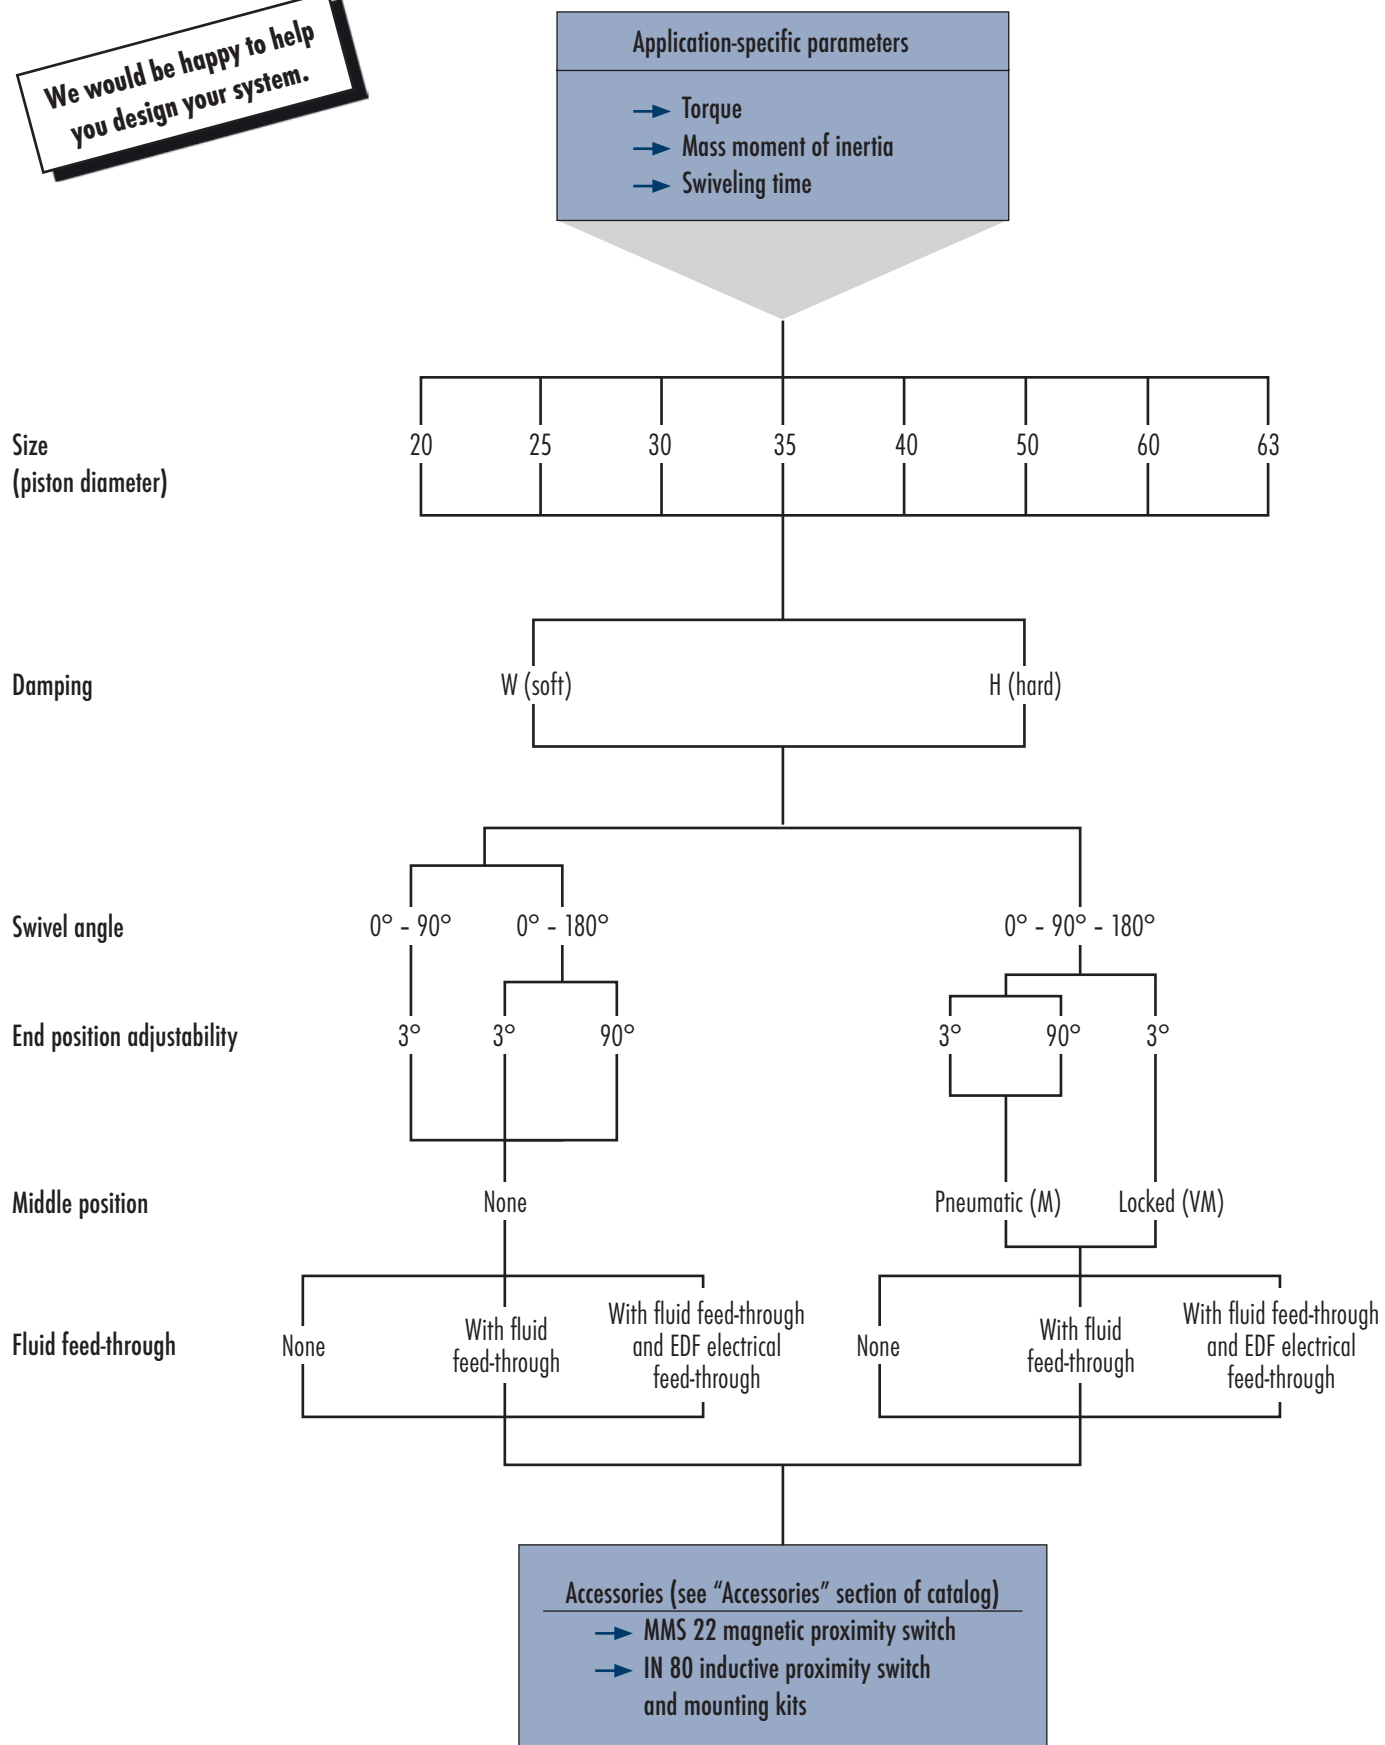 We would be happy to help
you design your system.
Application-specific parameters
Torque
Mass moment of inertia
Swiveling time
Size
(piston diameter)
20 25 30 35 40 50 60 63
Damping
W (soft) H (hard)
Swivel angle
0° – 90° 0° – 180° 0° – 90° – 180°
End position adjustability
3° 3° 90° 3° 90° 3°
Middle position
None Pneumatic (M) Locked (VM)
Fluid feed-through
None
With fluid
feed-through
With fluid feed-through
and EDF electrical
feed-through
None
With fluid
feed-through
With fluid feed-through
and EDF electrical
feed-through
Accessories (see “Accessories” section of catalog)
MMS 22 magnetic proximity switch
IN 80 inductive proximity switch
and mounting kits